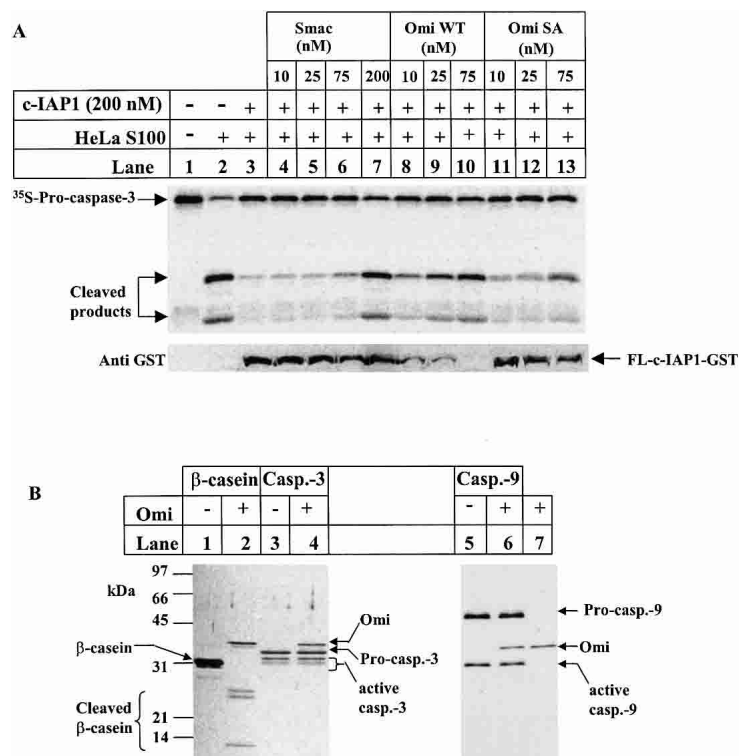 A
Smac (nM) Omi WT (nM) Omi SA (nM)
10 25 75 200 10 25 75 10 25 75
c-IAP1 (200 nM) - - + + + + + + + + + + +
HeLa S100 - + + + + + + + + + + + +
Lane 1 2 3 4 5 6 7 8 9 10 11 12 13
³⁵S-Pro-caspase-3
Cleaved
products
Anti GST FL-c-IAP1-GST
B
β-casein Casp.-3 Casp.-9
Omi - + - + - + +
Lane 1 2 3 4 5 6 7
kDa
97
66
45
31
21
14
β-casein
Cleaved
β-casein
Omi
Pro-casp.-3
active
casp.-3
Pro-casp.-9
Omi
active
casp.-9